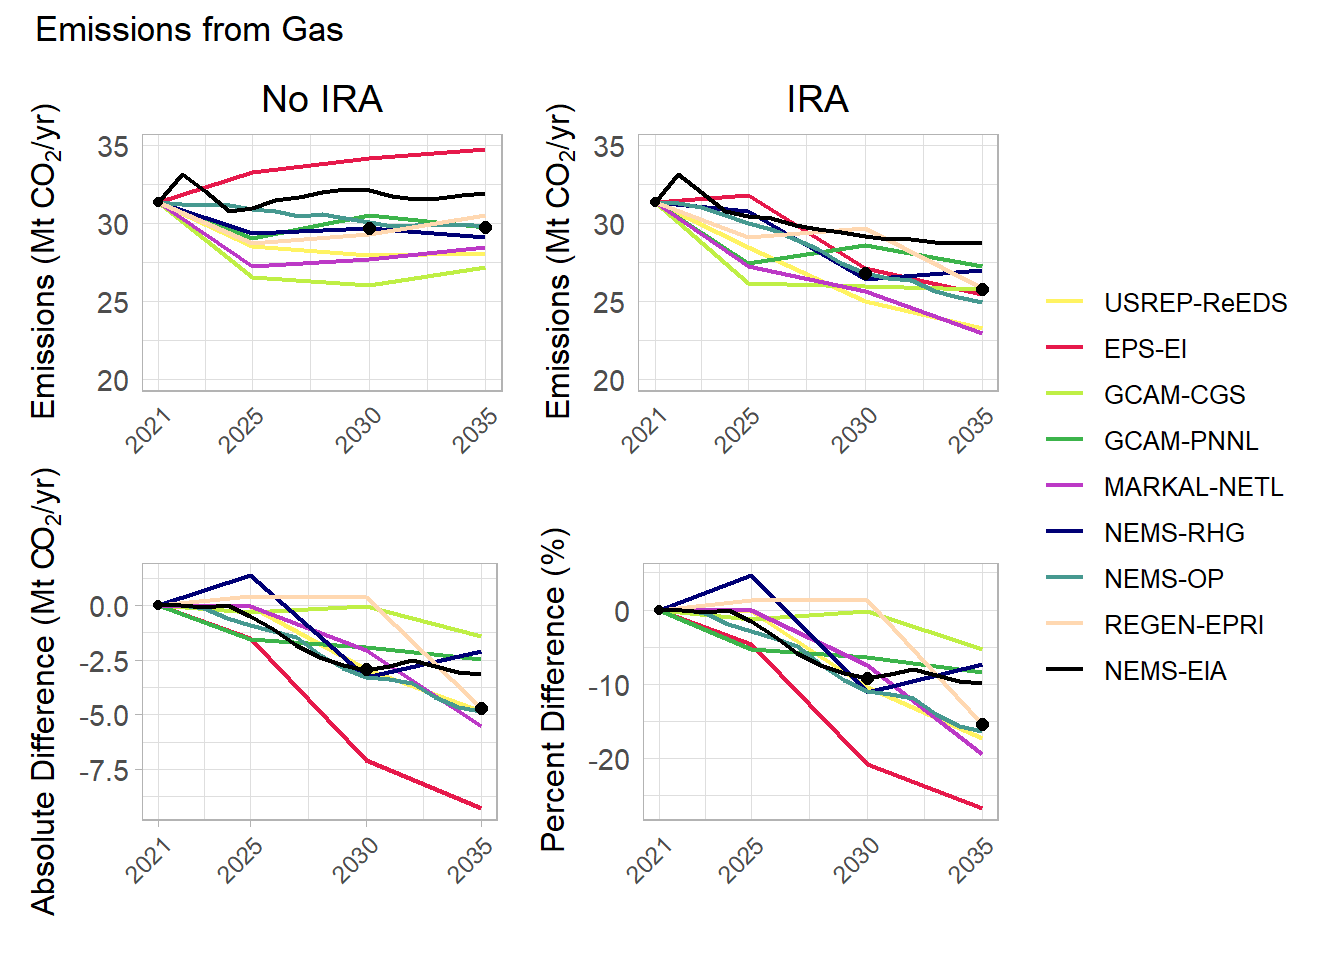 Emissions from Gas
No IRA
IRA
Emissions (Mt CO₂/yr)
35
30
25
20
2021
2025
2030
2035
Emissions (Mt CO₂/yr)
35
30
25
20
2021
2025
2030
2035
Absolute Difference (Mt CO₂/yr)
0.0
-2.5
-5.0
-7.5
2021
2025
2030
2035
Percent Difference (%)
0
-10
-20
2021
2025
2030
2035
USREP-ReEDS
EPS-EI
GCAM-CGS
GCAM-PNNL
MARKAL-NETL
NEMS-RHG
NEMS-OP
REGEN-EPRI
NEMS-EIA